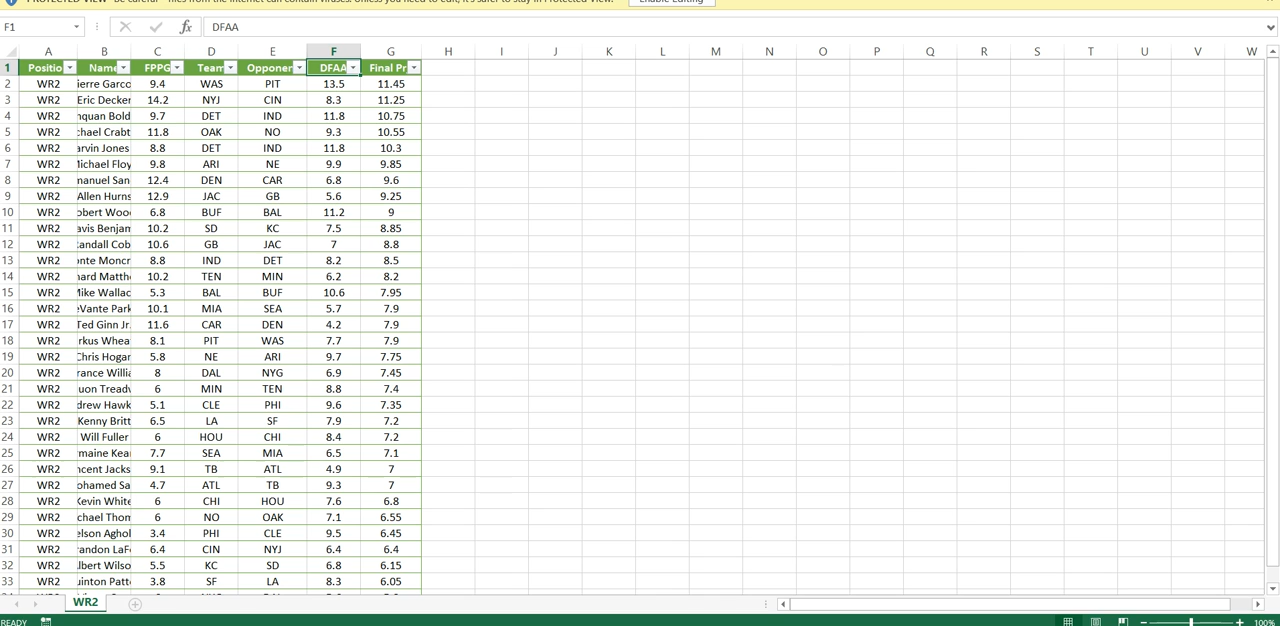 PROTECTED VIEW Be careful—files from the Internet can contain viruses. Unless you need to edit, it's safer to stay in Protected View. Enable Editing
F1 fx DFAA
A B C D E F G H I J K L M N O P Q R S T U V W
1 Positio Name FPPG Team Opponen DFAA Final Pr
2 WR2 ierre Garco 9.4 WAS PIT 13.5 11.45
3 WR2 Eric Decker 14.2 NYJ CIN 8.3 11.25
4 WR2 nquan Bold 9.7 DET IND 11.8 10.75
5 WR2 chael Crabt 11.8 OAK NO 9.3 10.55
6 WR2 arvin Jones 8.8 DET IND 11.8 10.3
7 WR2 Michael Floy 9.8 ARI NE 9.9 9.85
8 WR2 manuel San 12.4 DEN CAR 6.8 9.6
9 WR2 Allen Hurns 12.9 JAC GB 5.6 9.25
10 WR2 obert Woo 6.8 BUF BAL 11.2 9
11 WR2 avis Benjam 10.2 SD KC 7.5 8.85
12 WR2 andall Cob 10.6 GB JAC 7 8.8
13 WR2 onte Moncr 8.8 IND DET 8.2 8.5
14 WR2 hard Matth 10.2 TEN MIN 6.2 8.2
15 WR2 Mike Wallac 5.3 BAL BUF 10.6 7.95
16 WR2 eVante Park 10.1 MIA SEA 5.7 7.9
17 WR2 Ted Ginn Jr. 11.6 CAR DEN 4.2 7.9
18 WR2 rkus Whea 8.1 PIT WAS 7.7 7.9
19 WR2 Chris Hogan 5.8 NE ARI 9.7 7.75
20 WR2 rance Willia 8 DAL NYG 6.9 7.45
21 WR2 uon Treadw 6 MIN TEN 8.8 7.4
22 WR2 drew Hawk 5.1 CLE PHI 9.6 7.35
23 WR2 Kenny Britt 6.5 LA SF 7.9 7.2
24 WR2 Will Fuller 6 HOU CHI 8.4 7.2
25 WR2 rmaine Kea 7.7 SEA MIA 6.5 7.1
26 WR2 ncent Jacks 9.1 TB ATL 4.9 7
27 WR2 ohamed Sa 4.7 ATL TB 9.3 7
28 WR2 Kevin White 6 CHI HOU 7.6 6.8
29 WR2 chael Thom 6 NO OAK 7.1 6.55
30 WR2 elson Aghol 3.4 PHI CLE 9.5 6.45
31 WR2 randon LaF 6.4 CIN NYJ 6.4 6.4
32 WR2 lbert Wilso 5.5 KC SD 6.8 6.15
33 WR2 uinton Patt 3.8 SF LA 8.3 6.05
WR2
READY 100%